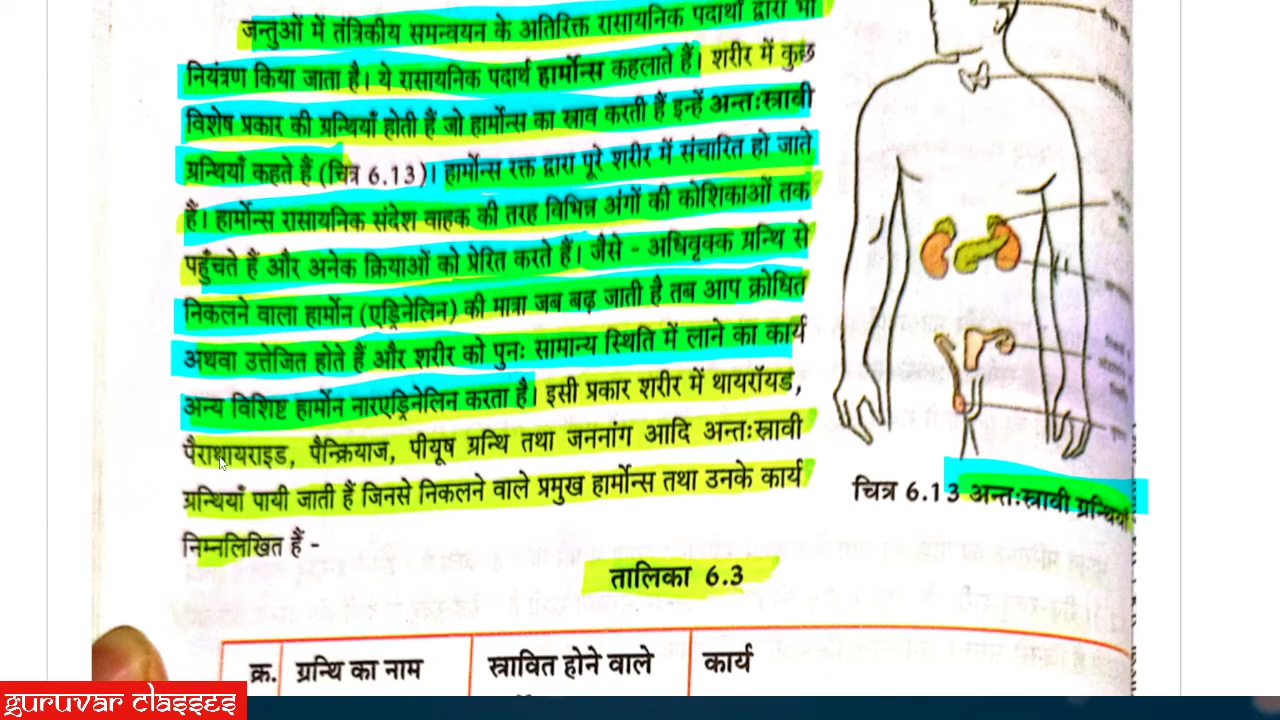 जन्तुओं में तंत्रिकीय समन्वयन के अतिरिक्त रासायनिक पदार्थों द्वारा भी
नियंत्रण किया जाता है। ये रासायनिक पदार्थ हार्मोन्स कहलाते हैं। शरीर में कुछ
विशेष प्रकार की ग्रन्थियाँ होती हैं जो हार्मोन्स का स्राव करती हैं इन्हें अन्तःस्त्रावी
ग्रन्थियाँ कहते हैं (चित्र 6.13)। हार्मोन्स रक्त द्वारा पूरे शरीर में संचारित हो जाते
हैं। हार्मोन्स रासायनिक संदेश वाहक की तरह विभिन्न अंगों की कोशिकाओं तक
पहुँचते हैं और अनेक क्रियाओं को प्रेरित करते हैं। जैसे - अधिवृक्क ग्रन्थि से
निकलने वाला हार्मोन (एड्रिनेलिन) की मात्रा जब बढ़ जाती है तब आप क्रोधित
अथवा उत्तेजित होते हैं और शरीर को पुनः सामान्य स्थिति में लाने का कार्य
अन्य विशिष्ट हार्मोन नारएड्रिनेलिन करता है। इसी प्रकार शरीर में थायरॉयड,
पैराथायराइड, पैन्क्रियाज, पीयूष ग्रन्थि तथा जननांग आदि अन्तःस्त्रावी
ग्रन्थियाँ पायी जाती हैं जिनसे निकलने वाले प्रमुख हार्मोन्स तथा उनके कार्य
निम्नलिखित हैं -
चित्र 6.13 अन्तःस्त्रावी ग्रन्थियाँ
तालिका 6.3
क्र. ग्रन्थि का नाम स्रावित होने वाले कार्य
guruvar classes